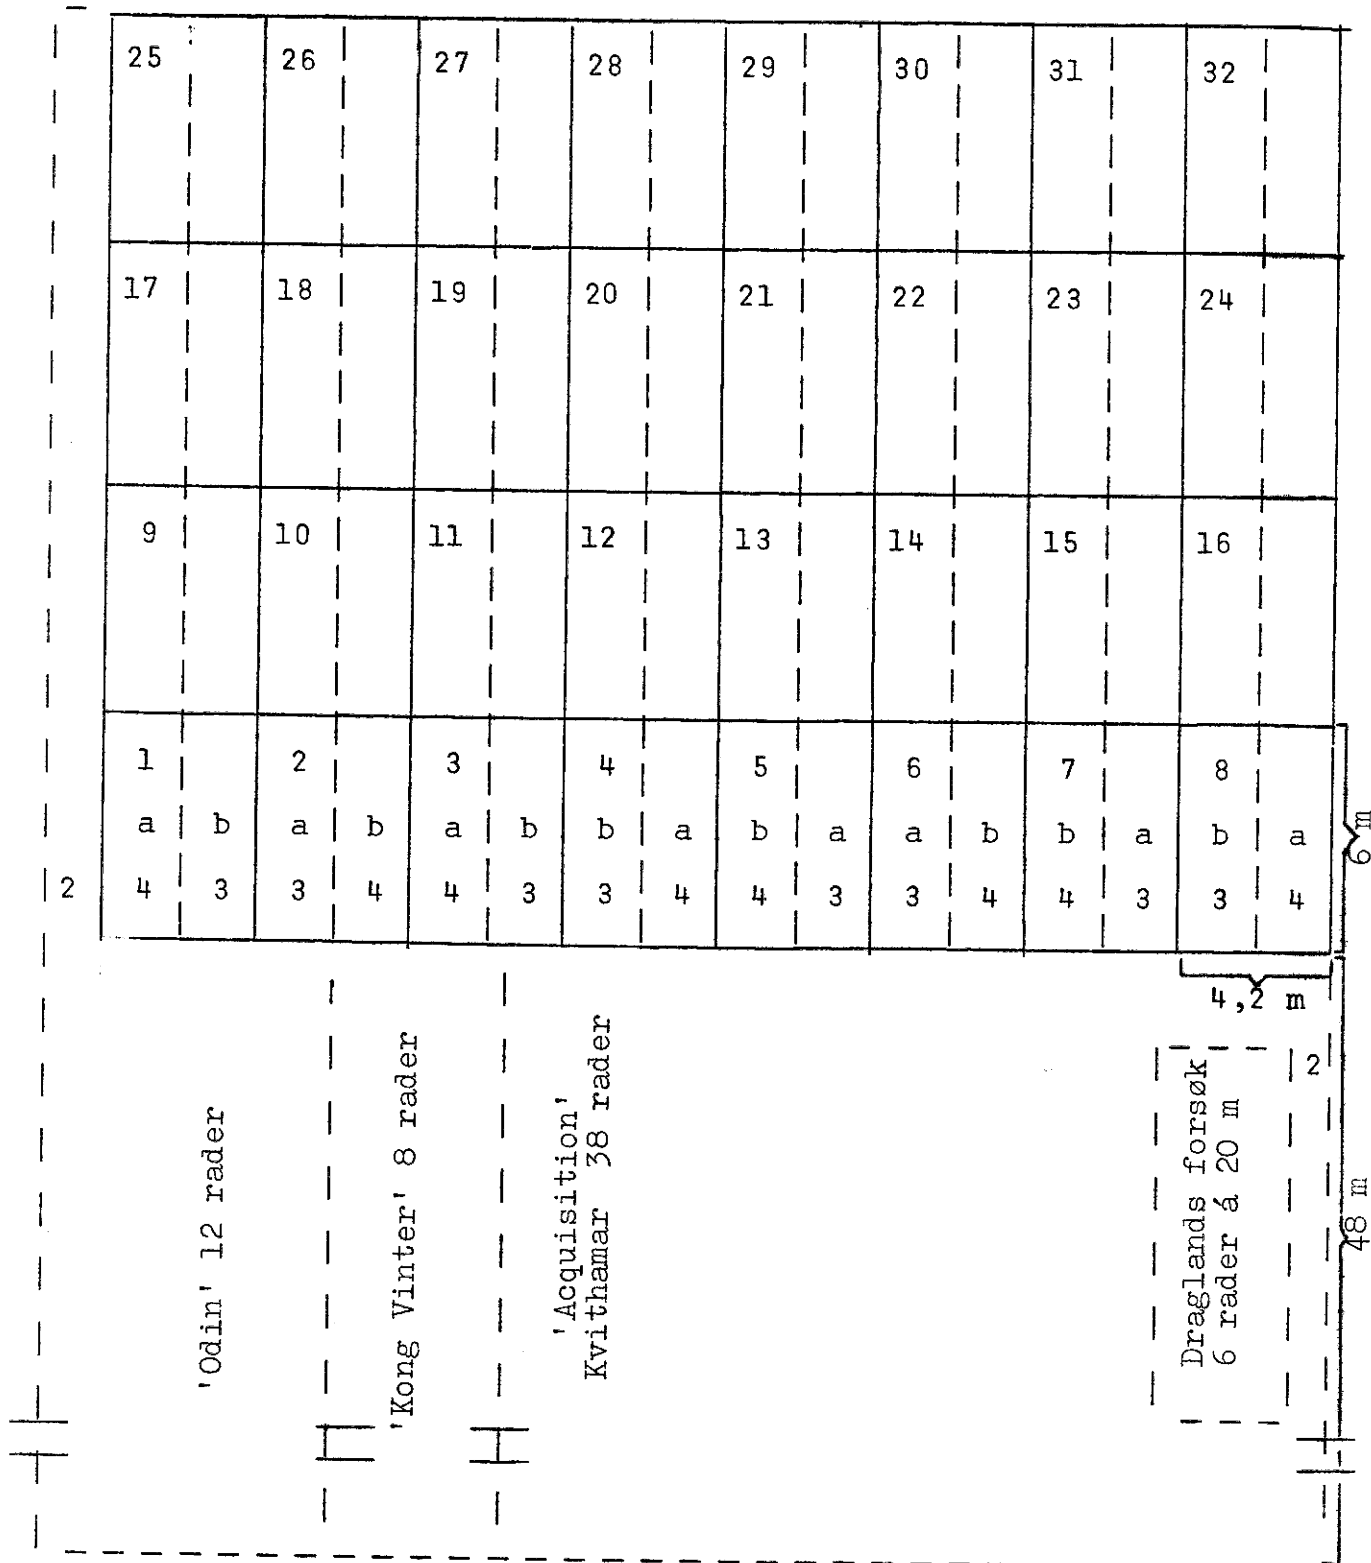 25 26 27 28 29 30 31 32
17 18 19 20 21 22 23 24
9 10 11 12 13 14 15 16
1 2 3 4 5 6 7 8
a b a b a b b a b a a b b a b a
2 4 3 3 4 4 3 3 4 4 3 3 4 4 3 3 4
6 m
4,2 m
'Odin' 12 rader
'Kong Vinter' 8 rader
'Acquisition'
Kvithamar 38 rader
Draglands forsøk
6 rader á 20 m
2
48 m